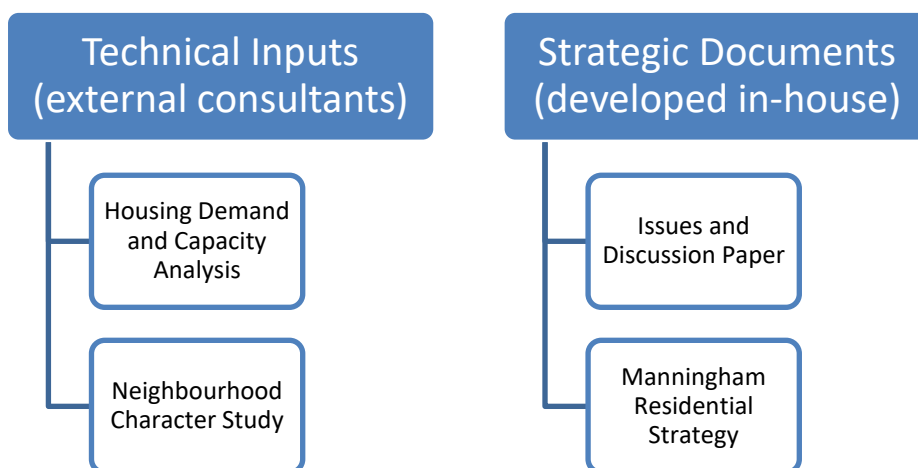 Technical Inputs
(external consultants)
Housing Demand
and Capacity
Analysis
Neighbourhood
Character Study
Strategic Documents
(developed in-house)
Issues and
Discussion Paper
Manningham
Residential
Strategy